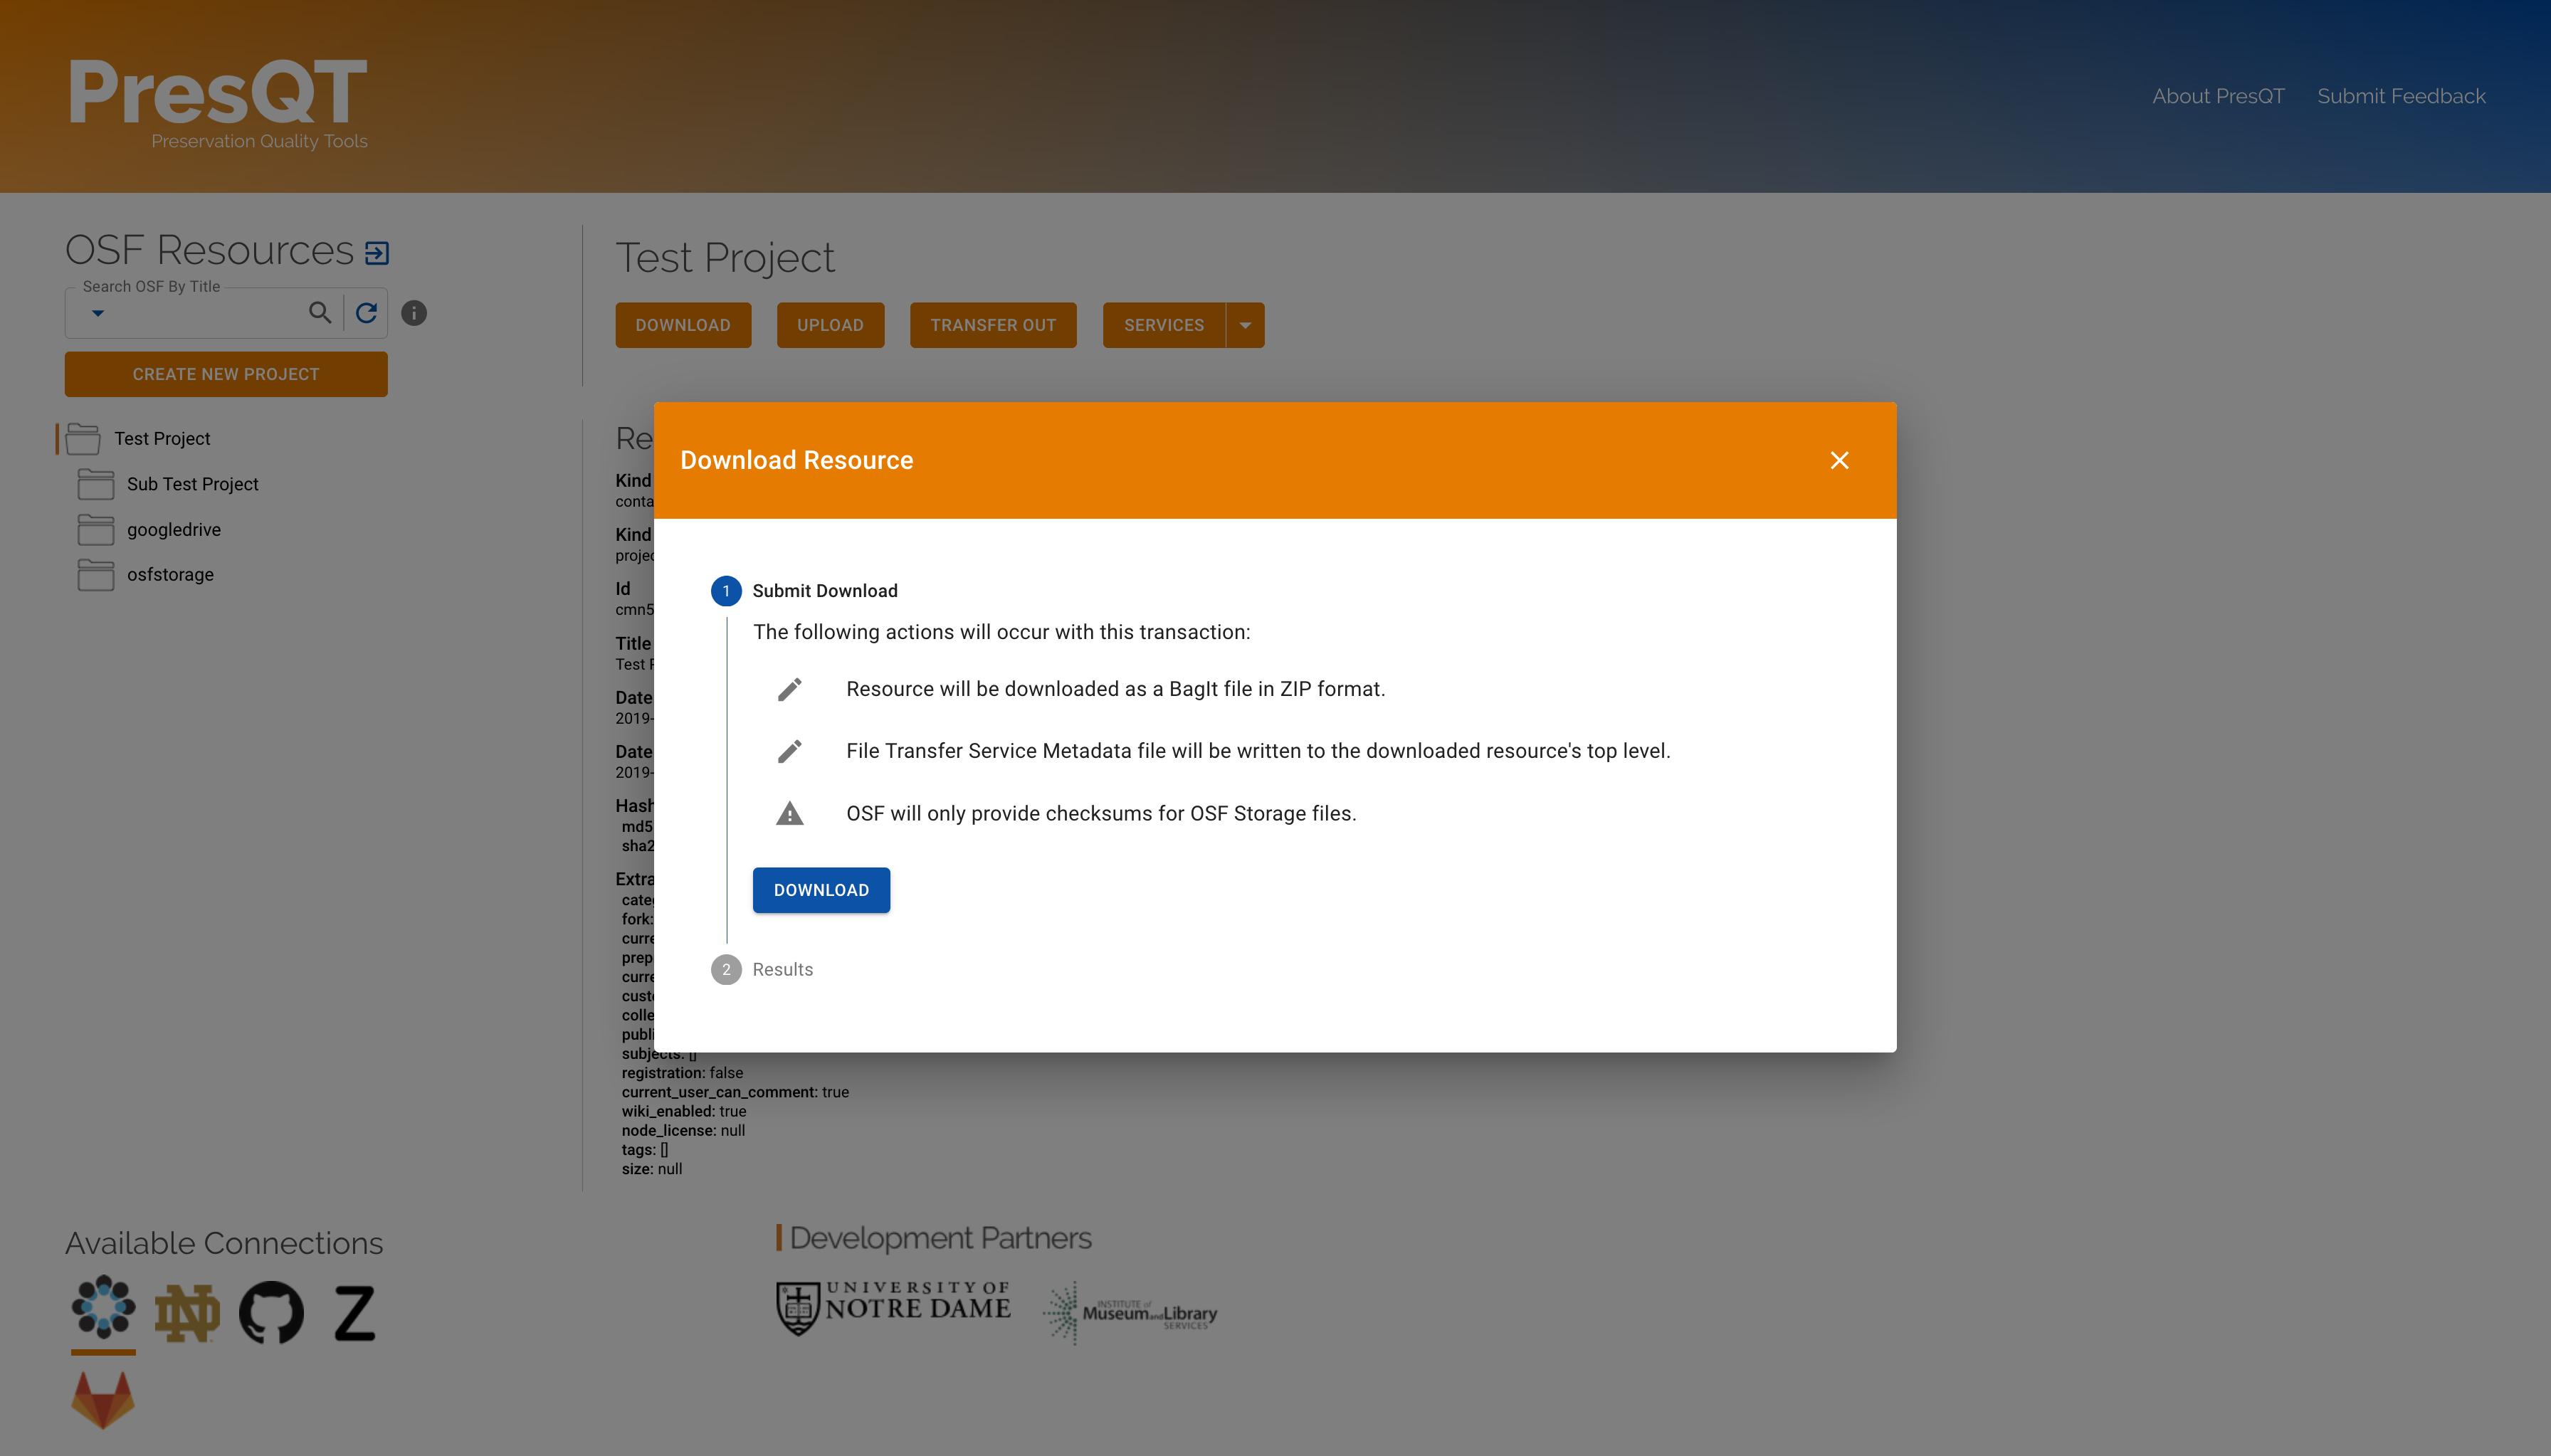 PresQT
Preservation Quality Tools
About PresQT
Submit Feedback
OSF Resources
Search OSF By Title
CREATE NEW PROJECT
Test Project
Sub Test Project
googledrive
osfstorage
Test Project
DOWNLOAD
UPLOAD
TRANSFER OUT
SERVICES
Re
Kind
conta
Kind
projec
Id
cmn5
Title
Test
Date
2019-
Date
2019-
Hash
md5
sha2
Extra
cate
fork:
curre
prep
curre
cust
colle
publi
subjects: []
registration: false
current_user_can_comment: true
wiki_enabled: true
node_license: null
tags: []
size: null
Download Resource
1 Submit Download
The following actions will occur with this transaction:
Resource will be downloaded as a BagIt file in ZIP format.
File Transfer Service Metadata file will be written to the downloaded resource's top level.
OSF will only provide checksums for OSF Storage files.
DOWNLOAD
2 Results
Available Connections
Development Partners
UNIVERSITY OF
NOTRE DAME
INSTITUTE of
Museum and Library
SERVICES